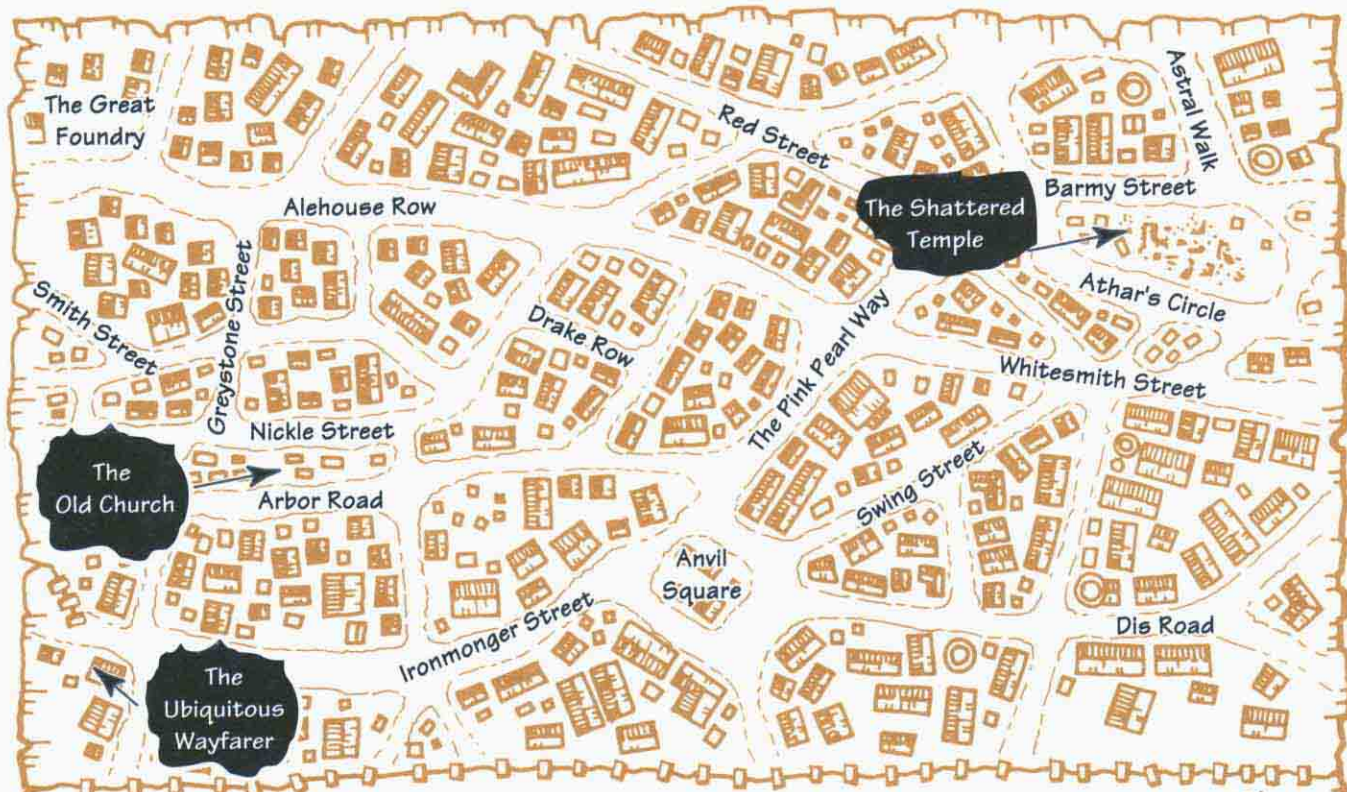 The Great
Foundry
Red Street
Astral Walk
Barmy Street
Alehouse Row
The Shattered
Temple
Athar's Circle
Smith Street
Greystone Street
Drake Row
The Pink Pearl Way
Whitesmith Street
Nickle Street
The
Old Church
Arbor Road
Swing Street
Anvil
Square
Ironmonger Street
Dis Road
The
Ubiquitous
Wayfarer